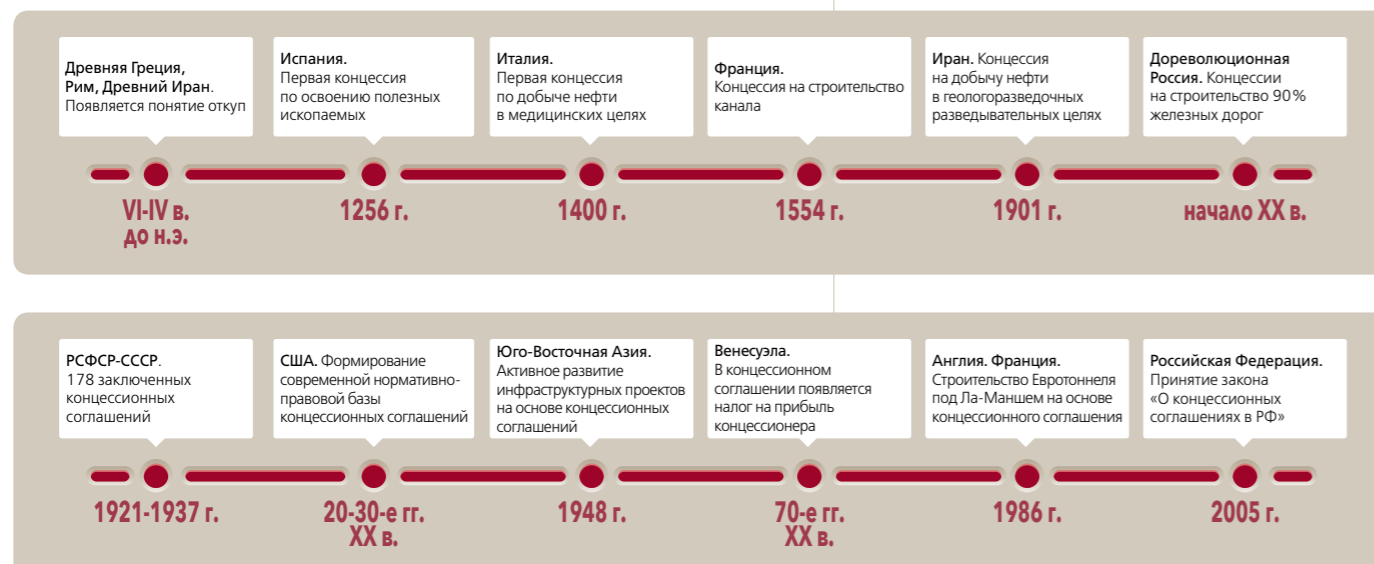 Древняя Греция,
Рим, Древний Иран.
Появляется понятие откуп
VI-IV в.
до н.э.
Испания.
Первая концессия
по освоению полезных
ископаемых
1256 г.
Италия.
Первая концессия
по добыче нефти
в медицинских целях
1400 г.
Франция.
Концессия на строительство
канала
1554 г.
Иран. Концессия
на добычу нефти
в геологоразведочных
разведывательных целях
1901 г.
Дореволюционная
Россия. Концессии
на строительство 90%
железных дорог
начало XX в.
РСФСР-СССР.
178 заключенных
концессионных
соглашений
1921-1937 г.
США. Формирование
современной нормативно-
правовой базы
концессионных соглашений
20-30-е гг.
XX в.
Юго-Восточная Азия.
Активное развитие
инфраструктурных проектов
на основе концессионных
соглашений
1948 г.
Венесуэла.
В концессионном
соглашении появляется
налог на прибыль
концессионера
70-е гг.
XX в.
Англия. Франция.
Строительство Евротоннеля
под Ла-Маншем на основе
концессионного соглашения
1986 г.
Российская Федерация.
Принятие закона
«О концессионных
соглашениях в РФ»
2005 г.